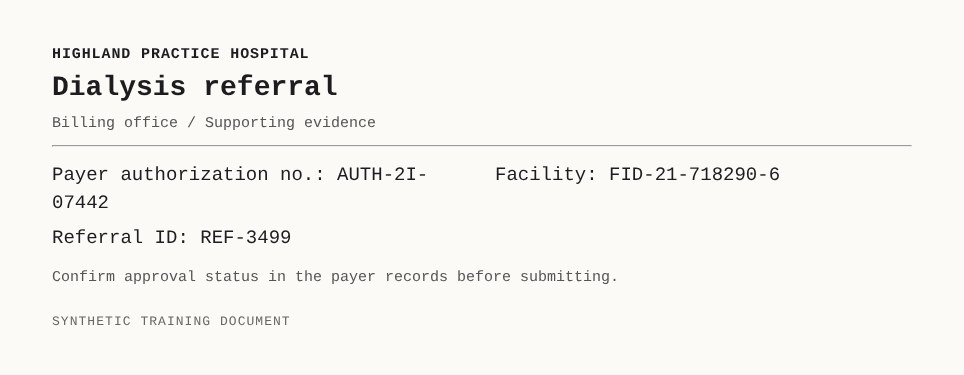 HIGHLAND PRACTICE HOSPITAL
Dialysis referral
Billing office / Supporting evidence
Payer authorization no.: AUTH-2I-
07442
Facility: FID-21-718290-6
Referral ID: REF-3499
Confirm approval status in the payer records before submitting.
SYNTHETIC TRAINING DOCUMENT